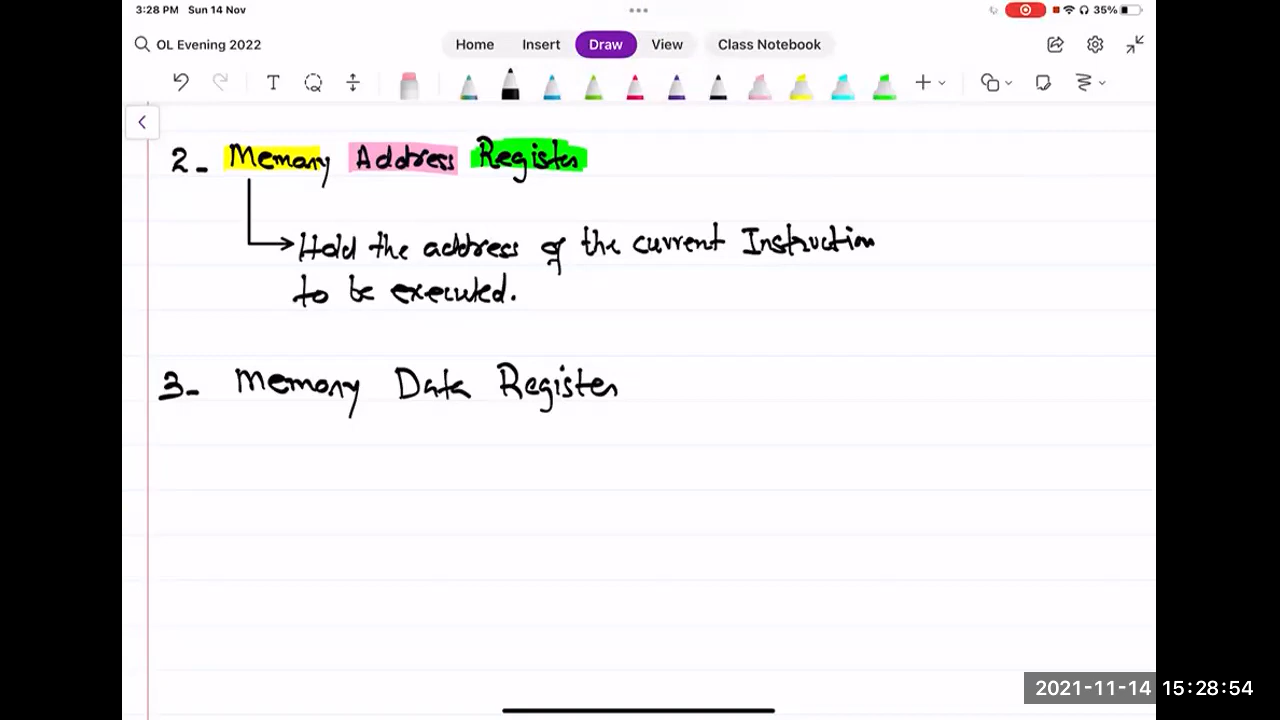 3:28 PM Sun 14 Nov
35%
OL Evening 2022
Home Insert Draw View Class Notebook
2- Memory Address Register
Hold the address of the current Instruction
to be executed.
3- Memory Data Register
2021-11-14 15:28:54